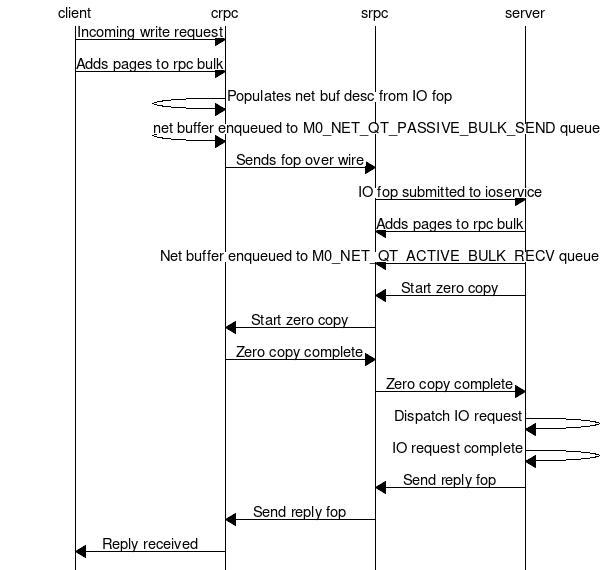 client crpc srpc server
Incoming write request
Adds pages to rpc bulk
Populates net buf desc from IO fop
net buffer enqueued to M0_NET_QT_PASSIVE_BULK_SEND queue
Sends fop over wire
IO fop submitted to ioservice
Adds pages to rpc bulk
Net buffer enqueued to M0_NET_QT_ACTIVE_BULK_RECV queue
Start zero copy
Start zero copy
Zero copy complete
Zero copy complete
Dispatch IO request
IO request complete
Send reply fop
Send reply fop
Reply received